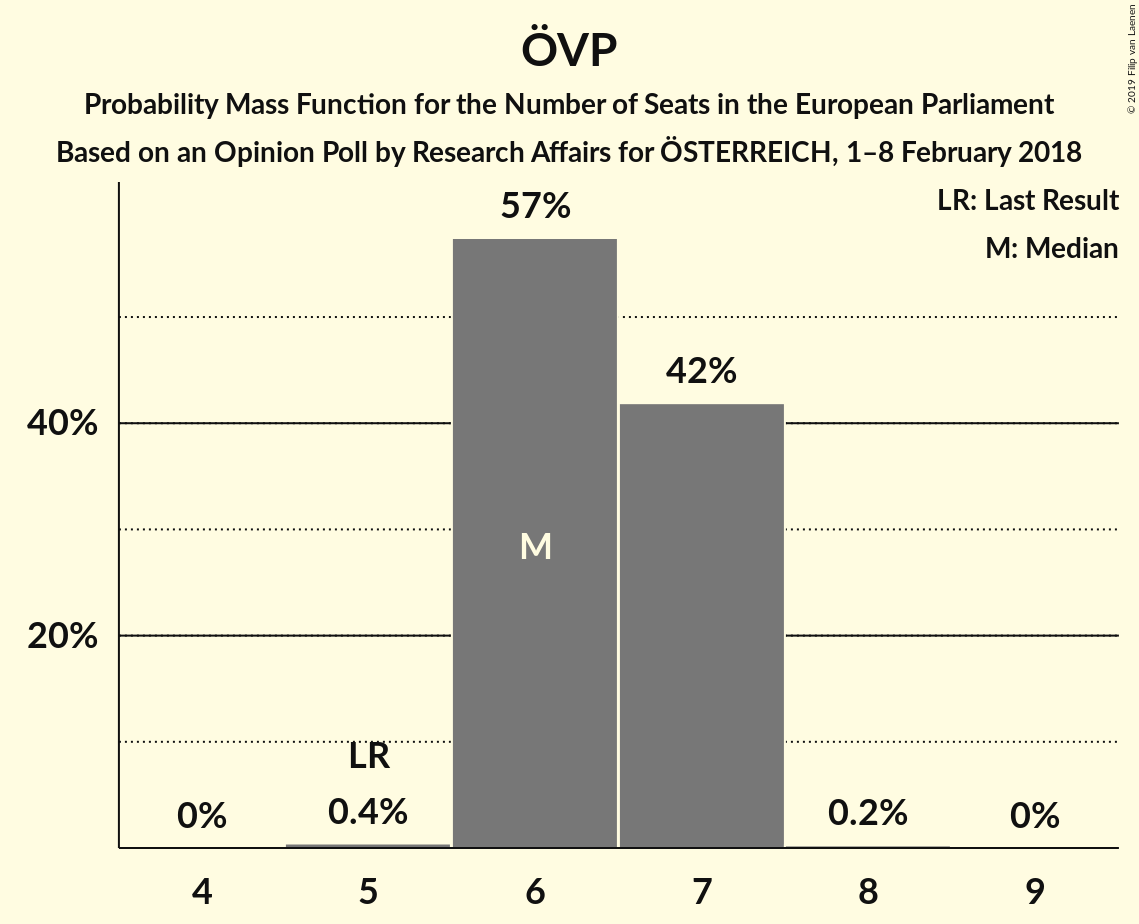 ÖVP
Probability Mass Function for the Number of Seats in the European Parliament
Based on an Opinion Poll by Research Affairs for ÖSTERREICH, 1–8 February 2018
© 2019 Filip van Laenen
LR: Last Result
M: Median
57%
42%
40%
M
20%
LR
0% 0.4% 0.2% 0%
4 5 6 7 8 9